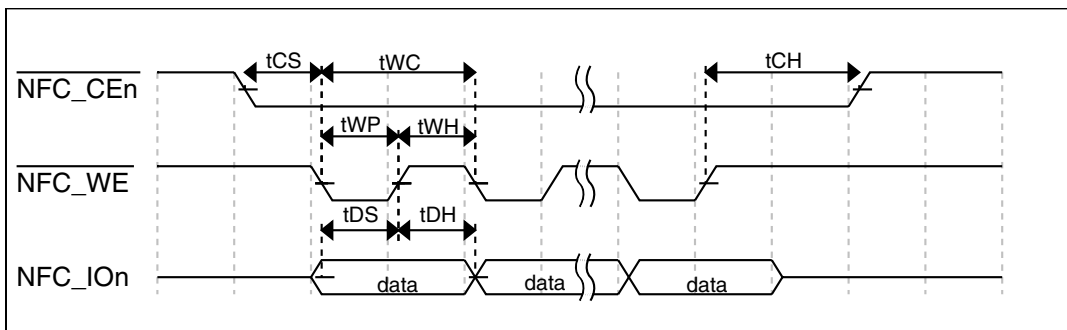 tCS tWC tCH
NFC_CEn
tWP tWH
NFC_WE
tDS tDH
NFC_IOn data data data